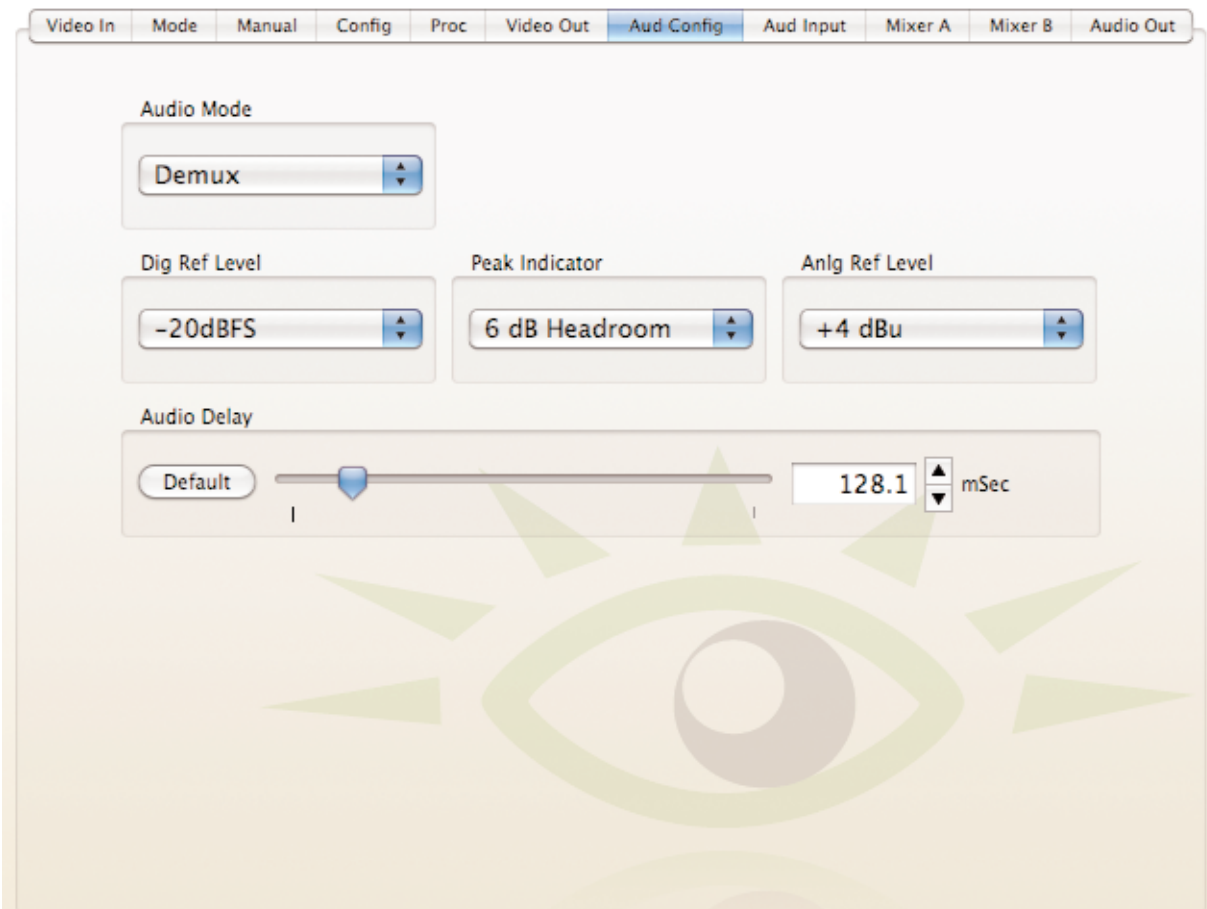 Video In Mode Manual Config Proc Video Out Aud Config Aud Input Mixer A Mixer B Audio Out
Audio Mode
Demux
Dig Ref Level Peak Indicator Anlg Ref Level
-20dBFS 6 dB Headroom +4 dBu
Audio Delay
Default 128.1 mSec